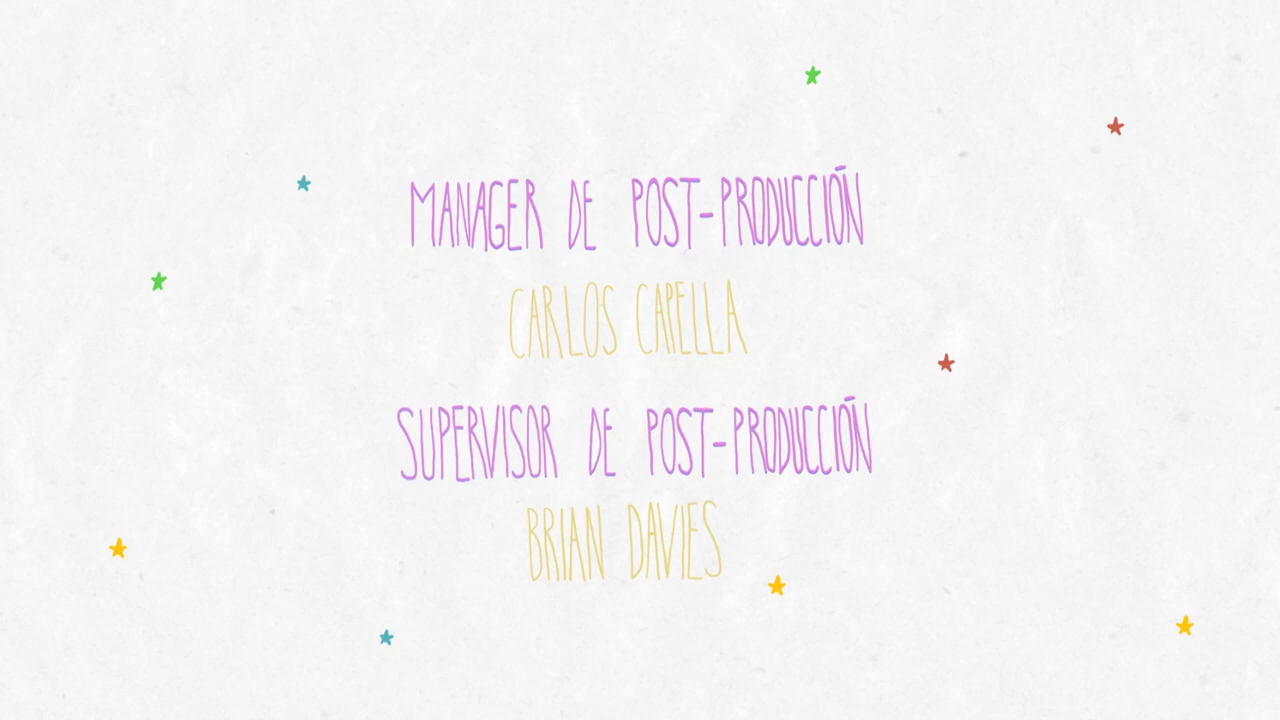 MANAGER DE POST-PRODUCCIÓN
CARLOS CAPELLA
SUPERVISOR DE POST-PRODUCCIÓN
BRIAN DAVIES